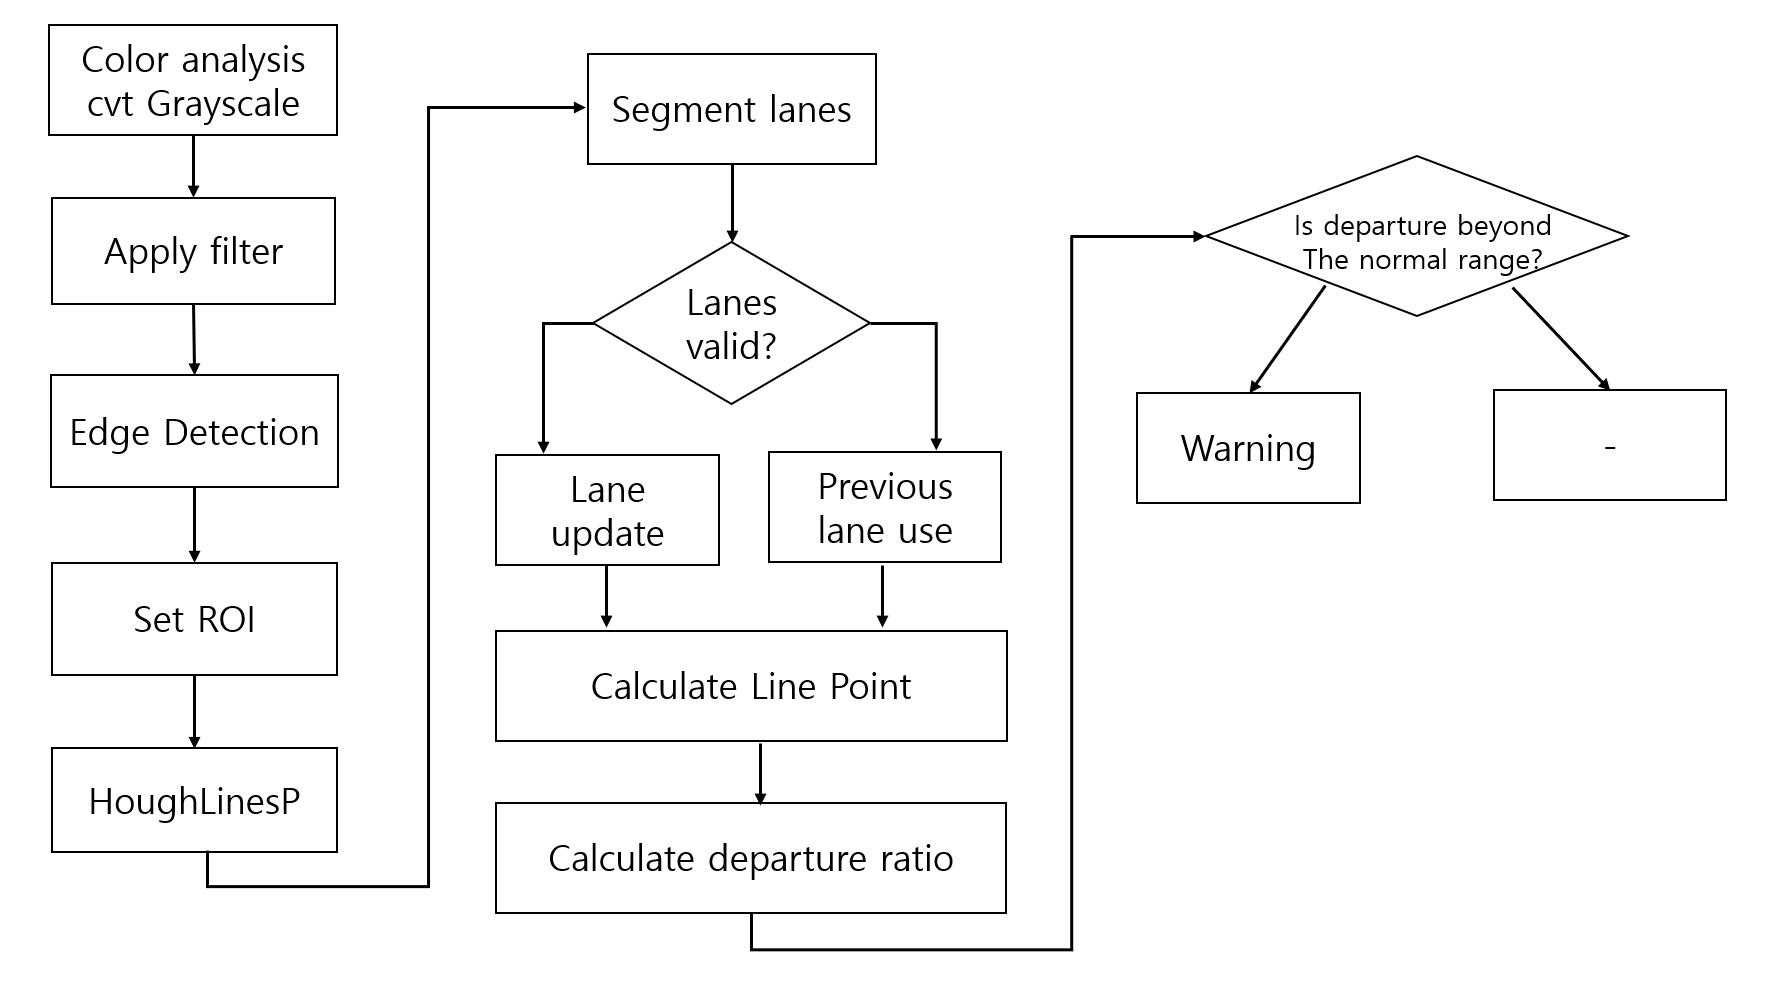 Color analysis
cvt Grayscale
Apply filter
Edge Detection
Set ROI
HoughLinesP
Segment lanes
Lanes
valid?
Lane
update
Previous
lane use
Calculate Line Point
Calculate departure ratio
Is departure beyond
The normal range?
Warning
-